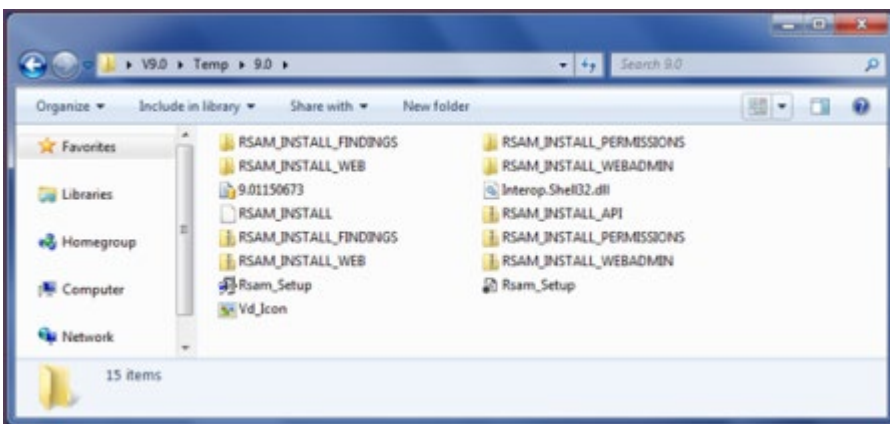 V9.0 Temp 9.0 Search 9.0
Organize Include in library Share with New folder
Favorites
Libraries
Homegroup
Computer
Network
RSAM_INSTALL_FINDINGS RSAM_INSTALL_PERMISSIONS
RSAM_INSTALL_WEB RSAM_INSTALL_WEBADMIN
9.01150673 Interop.Shell32.dll
RSAM_INSTALL RSAM_INSTALL_API
RSAM_INSTALL_FINDINGS RSAM_INSTALL_PERMISSIONS
RSAM_INSTALL_WEB RSAM_INSTALL_WEBADMIN
Rsam_Setup Rsam_Setup
Vd_Icon
15 items